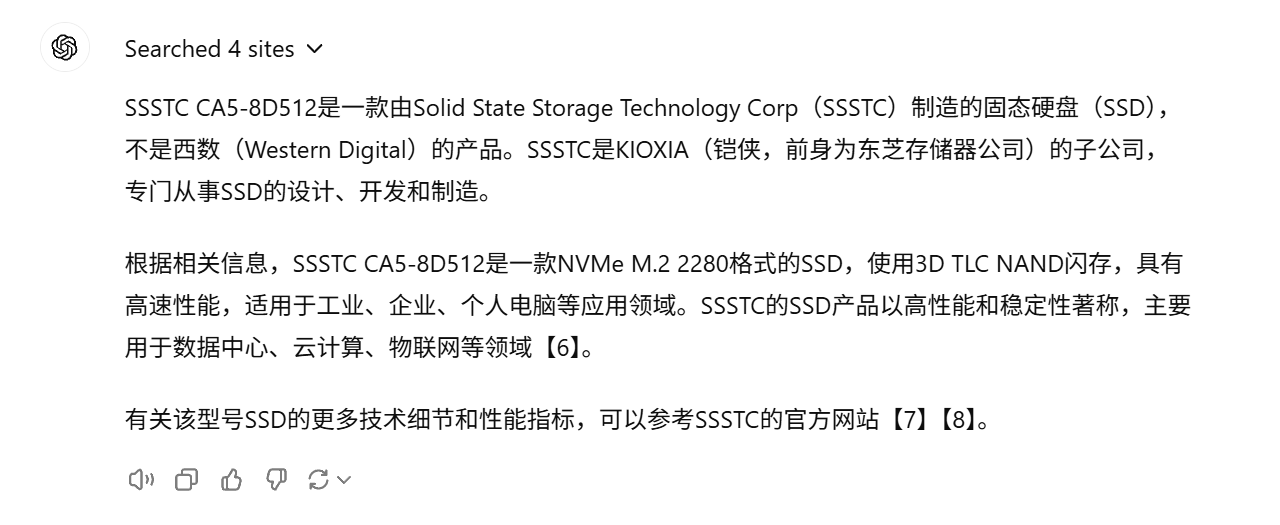 Searched 4 sites
SSSTC CA5-8D512是一款由Solid State Storage Technology Corp（SSSTC）制造的固态硬盘（SSD），
不是西数（Western Digital）的产品。SSSTC是KIOXIA（铠侠，前身为东芝存储器公司）的子公司，
专门从事SSD的设计、开发和制造。
根据相关信息，SSSTC CA5-8D512是一款NVMe M.2 2280格式的SSD，使用3D TLC NAND闪存，具有
高速性能，适用于工业、企业、个人电脑等应用领域。SSSTC的SSD产品以高性能和稳定性著称，主要
用于数据中心、云计算、物联网等领域【6】。
有关该型号SSD的更多技术细节和性能指标，可以参考SSSTC的官方网站【7】【8】。